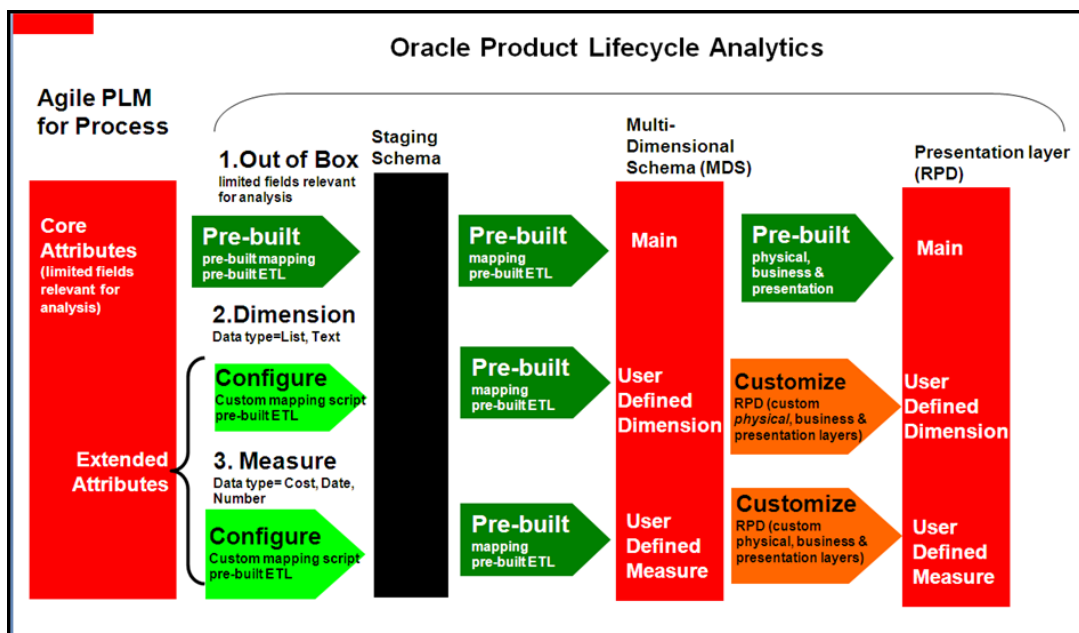 Oracle Product Lifecycle Analytics
Agile PLM
for Process
Core
Attributes
(limited fields
relevant for
analysis)
Extended
Attributes
1.Out of Box
limited fields relevant
for analysis
Pre-built
pre-built mapping
pre-built ETL
2.Dimension
Data type=List, Text
Configure
Custom mapping script
pre-built ETL
3. Measure
Data type= Cost, Date,
Number
Configure
Custom mapping script
pre-built ETL
Staging
Schema
Pre-built
mapping
pre-built ETL
Pre-built
mapping
pre-built ETL
Pre-built
mapping
pre-built ETL
Multi-
Dimensional
Schema (MDS)
Main
User
Defined
Dimension
User
Defined
Measure
Pre-built
physical,
business &
presentation
Customize
RPD (custom
physical, business &
presentation layers)
Customize
RPD (custom
physical, business &
presentation layers)
Presentation layer
(RPD)
Main
User
Defined
Dimension
User
Defined
Measure